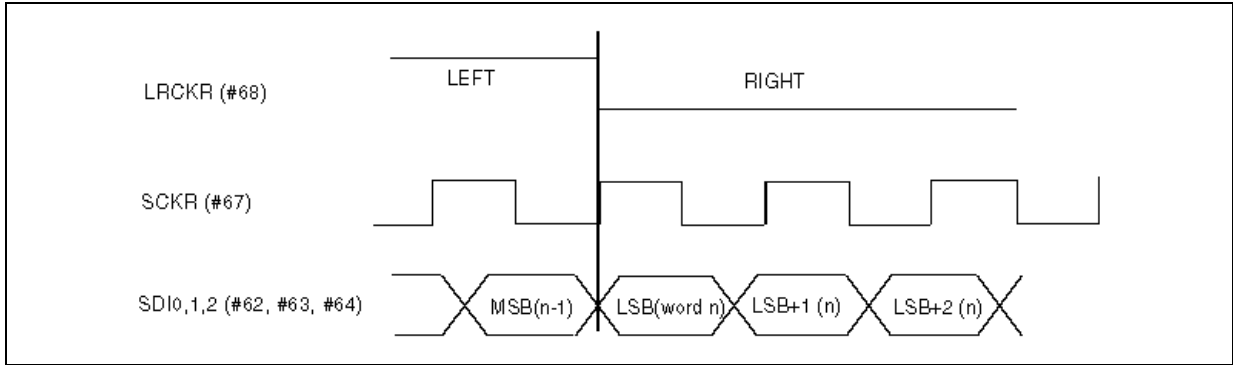 LRCKR (#68)
LEFT
RIGHT
SCKR (#67)
SDI0,1,2 (#62, #63, #64)
MSB(n-1)
LSB(word n)
LSB+1 (n)
LSB+2 (n)